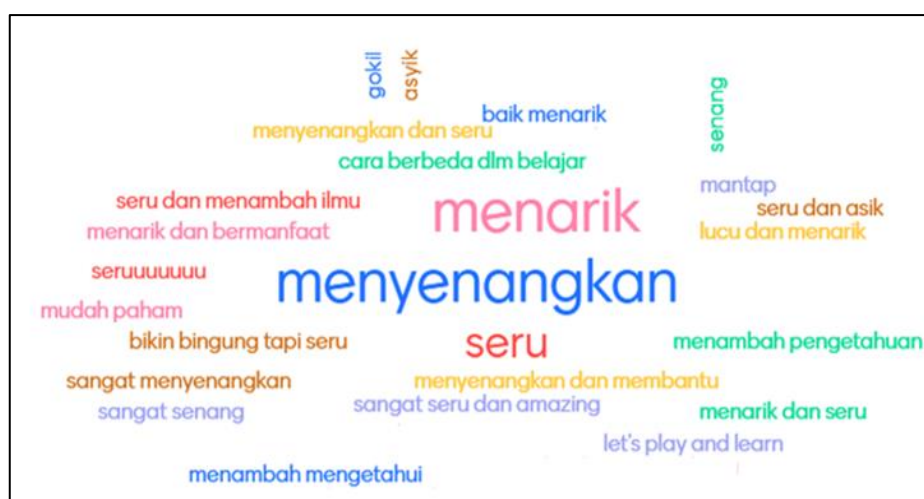 gokil
asyik
senang
baik menarik
menyenangkan dan seru
cara berbeda dlm belajar
mantap
seru dan menambah ilmu
menarik
seru dan asik
menarik dan bermanfaat
lucu dan menarik
seruuuuuuu
menyenangkan
mudah paham
bikin bingung tapi seru
seru
menambah pengetahuan
sangat menyenangkan
menyenangkan dan membantu
sangat senang
sangat seru dan amazing
menarik dan seru
let's play and learn
menambah mengetahui